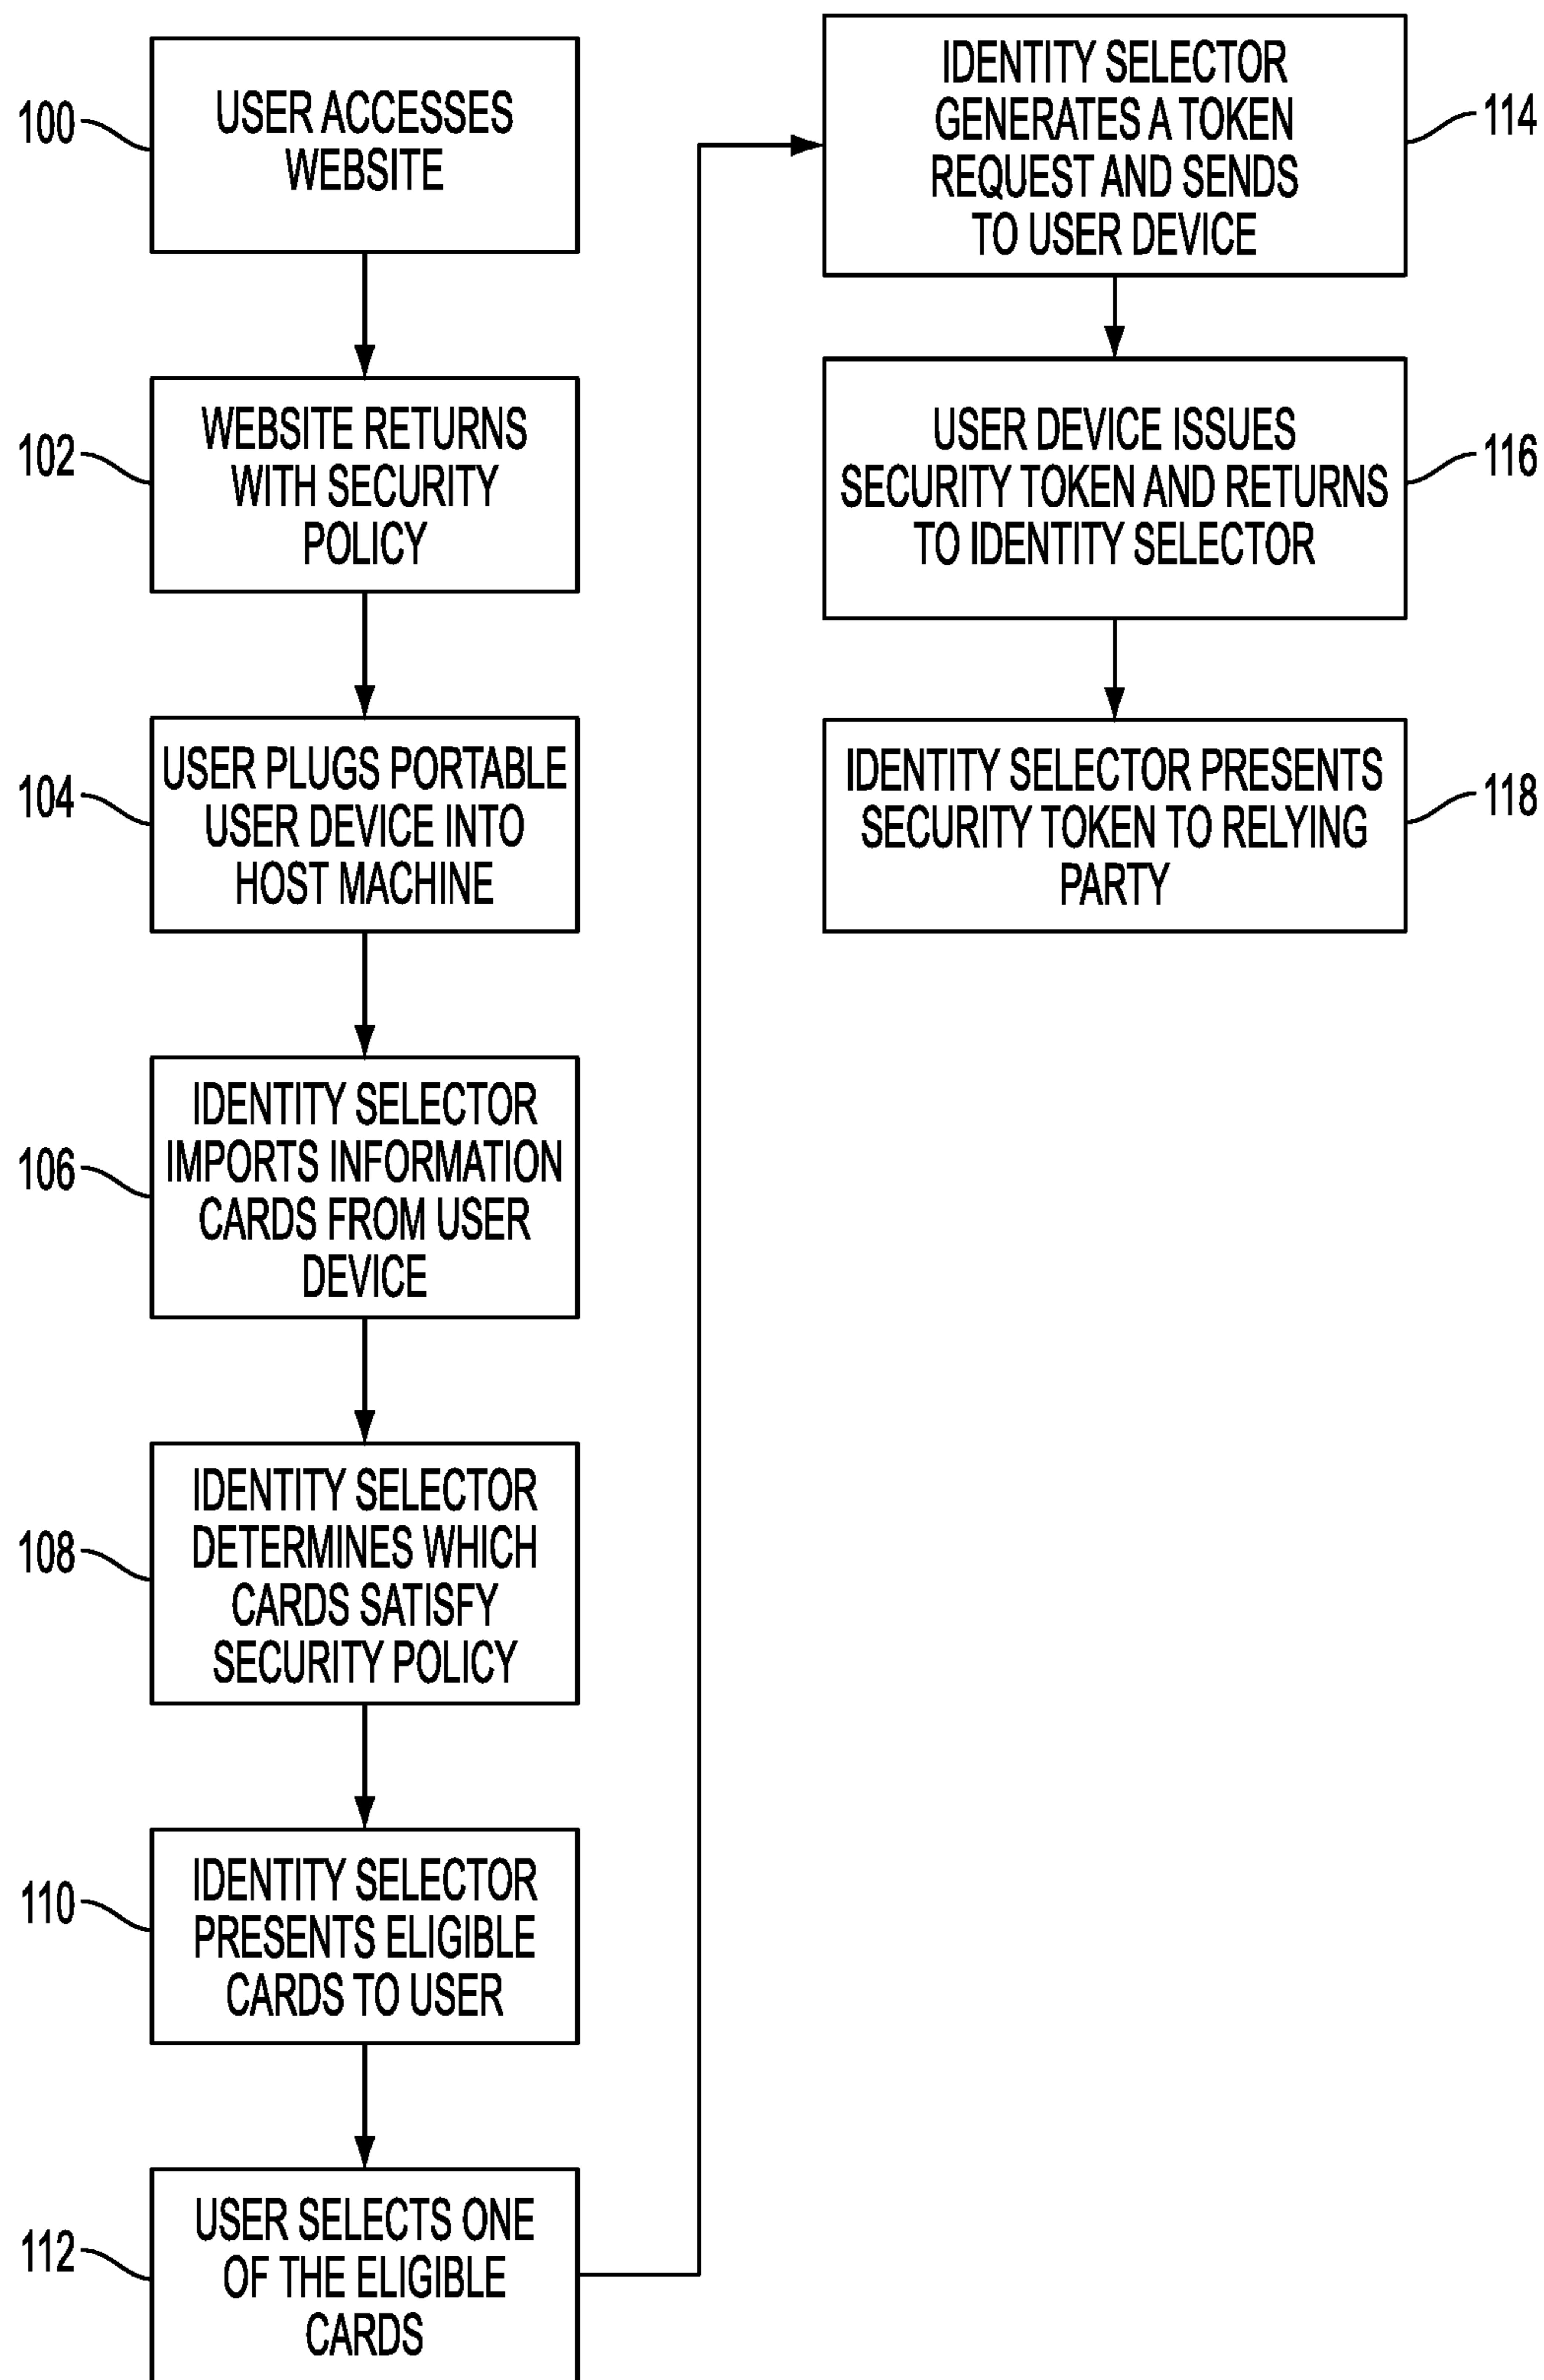 100
USER ACCESSES
WEBSITE
102
WEBSITE RETURNS
WITH SECURITY
POLICY
104
USER PLUGS PORTABLE
USER DEVICE INTO
HOST MACHINE
106
IDENTITY SELECTOR
IMPORTS INFORMATION
CARDS FROM USER
DEVICE
108
IDENTITY SELECTOR
DETERMINES WHICH
CARDS SATISFY
SECURITY POLICY
110
IDENTITY SELECTOR
PRESENTS ELIGIBLE
CARDS TO USER
112
USER SELECTS ONE
OF THE ELIGIBLE
CARDS
IDENTITY SELECTOR
GENERATES A TOKEN
REQUEST AND SENDS
TO USER DEVICE
114
USER DEVICE ISSUES
SECURITY TOKEN AND RETURNS
TO IDENTITY SELECTOR
116
IDENTITY SELECTOR PRESENTS
SECURITY TOKEN TO RELYING
PARTY
118